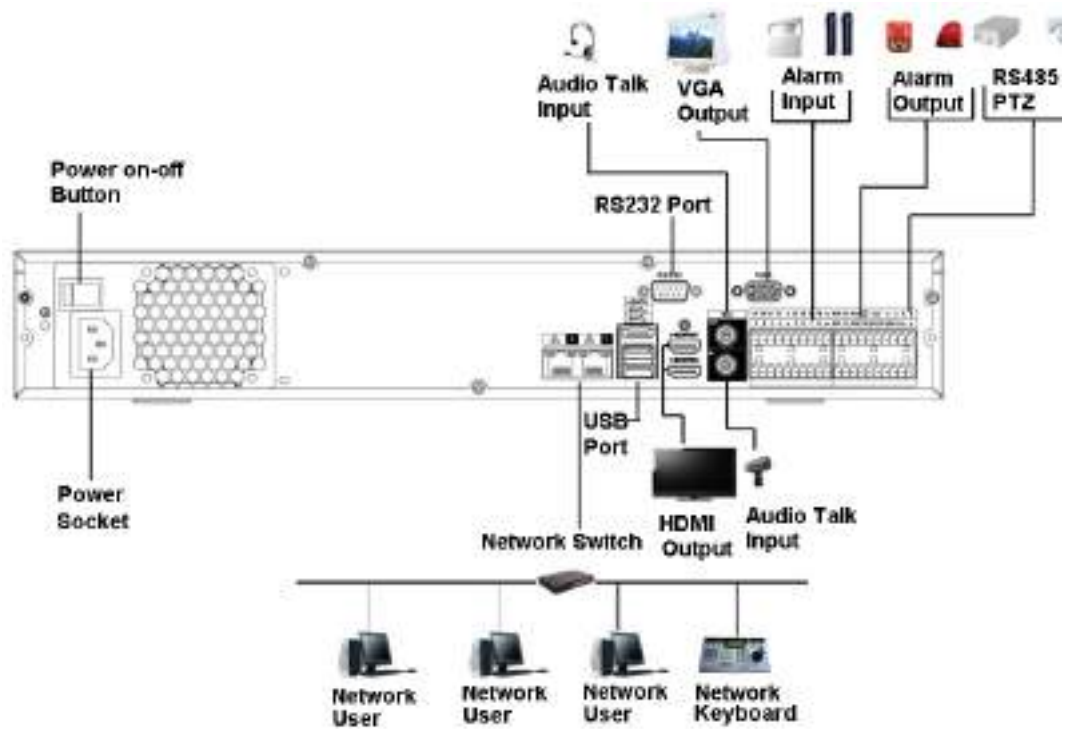 Audio Talk
Input
VGA
Output
Alarm
Input
Alarm
Output
RS485
PTZ
Power on-off
Button
RS232 Port
USB
Port
Power
Socket
Network Switch
HDMI
Output
Audio Talk
Input
Network
User
Network
User
Network
User
Network
Keyboard